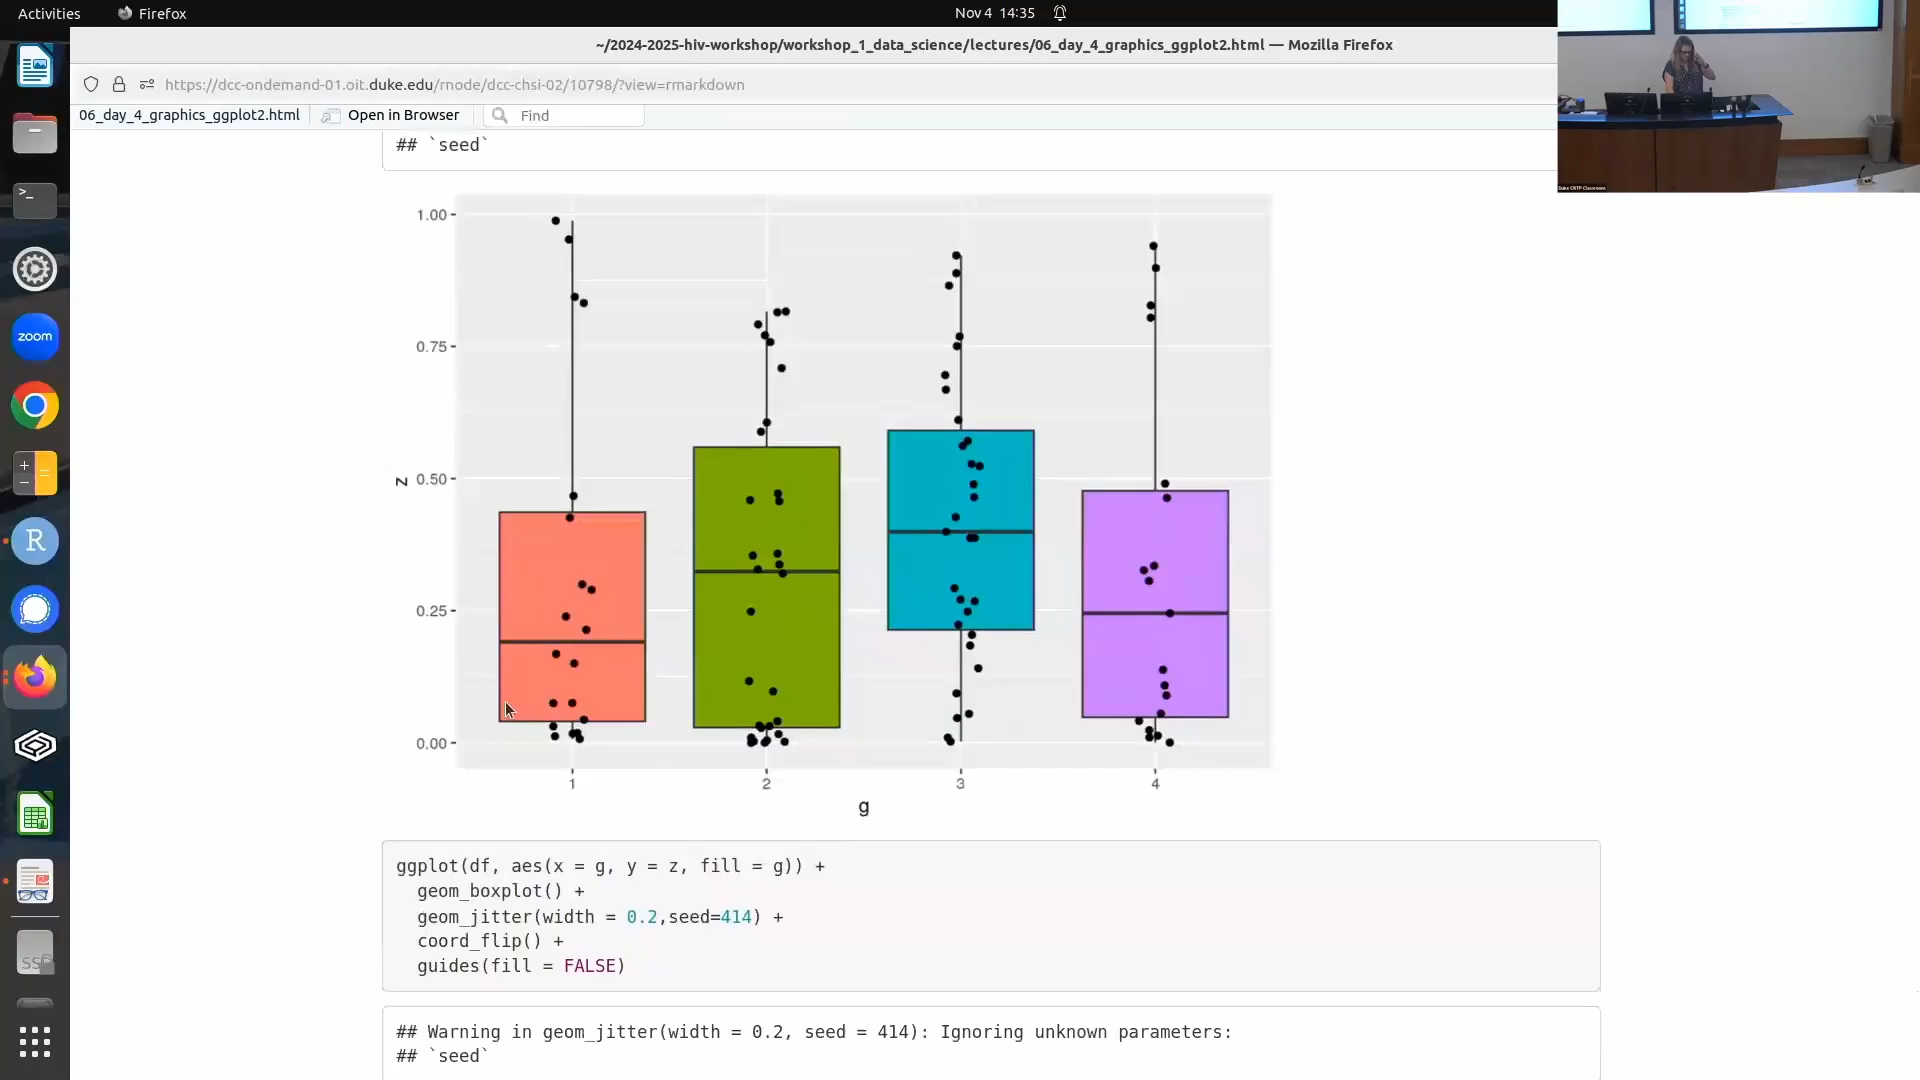 Activities
Firefox
Nov 4 14:35
~/2024-2025-hiv-workshop/workshop_1_data_science/lectures/06_day_4_graphics_ggplot2.html — Mozilla Firefox
https://dcc-ondemand-01.oit.duke.edu/rnode/dcc-chsi-02/10798/?view=rmarkdown
06_day_4_graphics_ggplot2.html
Open in Browser
Find
## `seed`
Duke CRTP Classroom
1.00
0.75
0.50
0.25
0.00
z
1
2
3
4
g
ggplot(df, aes(x = g, y = z, fill = g)) +
geom_boxplot() +
geom_jitter(width = 0.2,seed=414) +
coord_flip() +
guides(fill = FALSE)
## Warning in geom_jitter(width = 0.2, seed = 414): Ignoring unknown parameters:
## `seed`
zoom
R
SSD